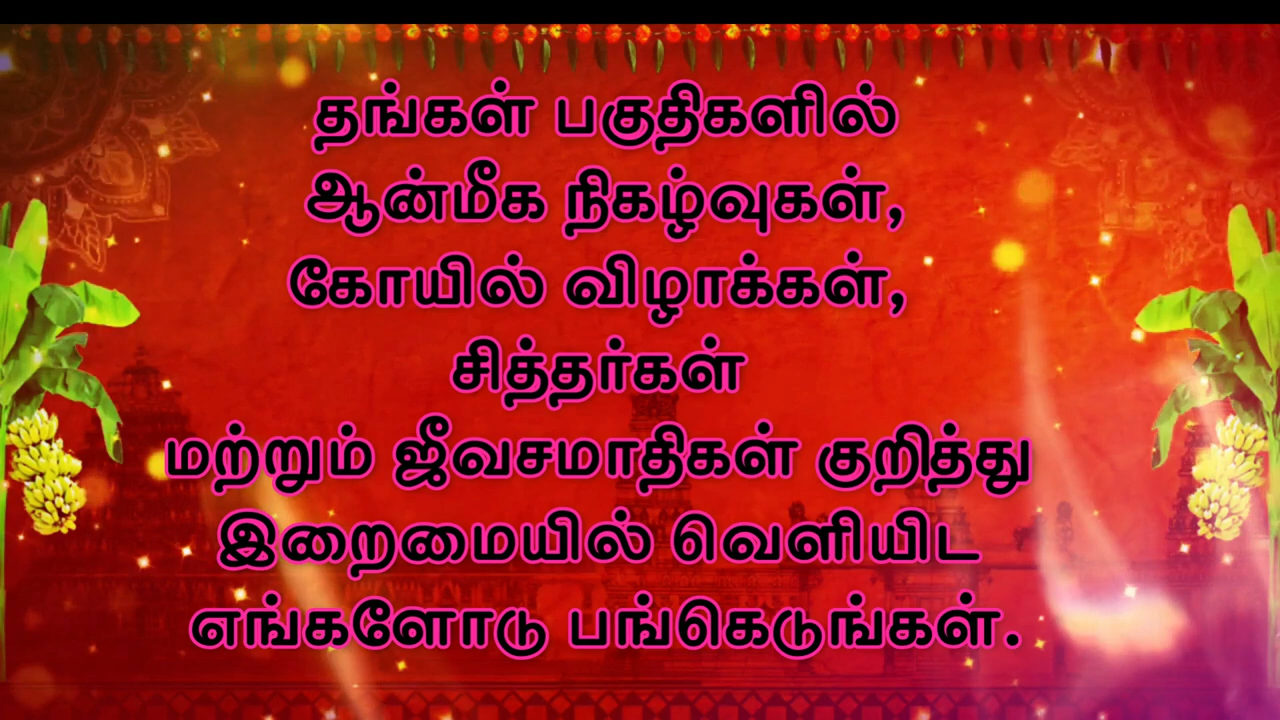 தங்கள் பகுதிகளில்
ஆன்மீக நிகழ்வுகள்,
கோயில் விழாக்கள்,
சித்தர்கள்
மற்றும் ஜீவசமாதிகள் குறித்து
இறைமையில் வெளியிட
எங்களோடு பங்கெடுங்கள்.